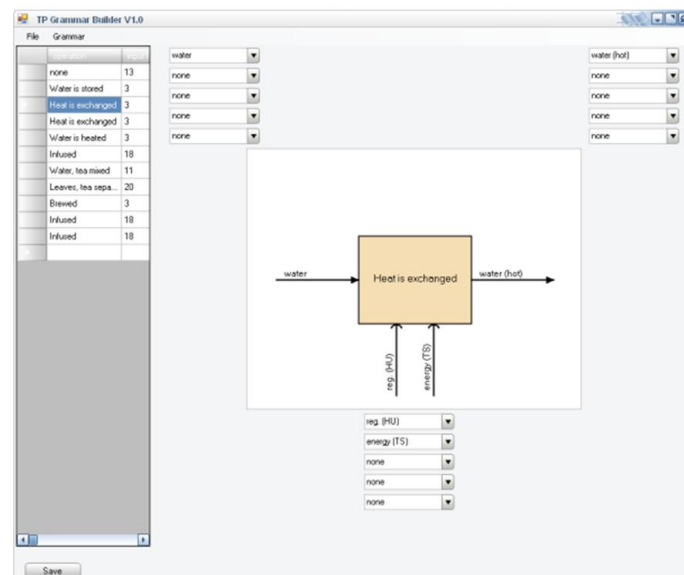 TP Grammar Builder V1.0
File Grammar
operation input
none 13
Water is stored 3
Heat is exchanged 3
Heat is exchanged 3
Water is heated 3
Infused 18
Water, tea mixed 11
Leaves, tea sepa... 20
Brewed 3
Infused 18
Infused 18
water
none
none
none
none
water (hot)
none
none
none
none
water
Heat is exchanged
water (hot)
reg. (HU)
energy (TS)
reg. (HU)
energy (TS)
none
none
none
Save